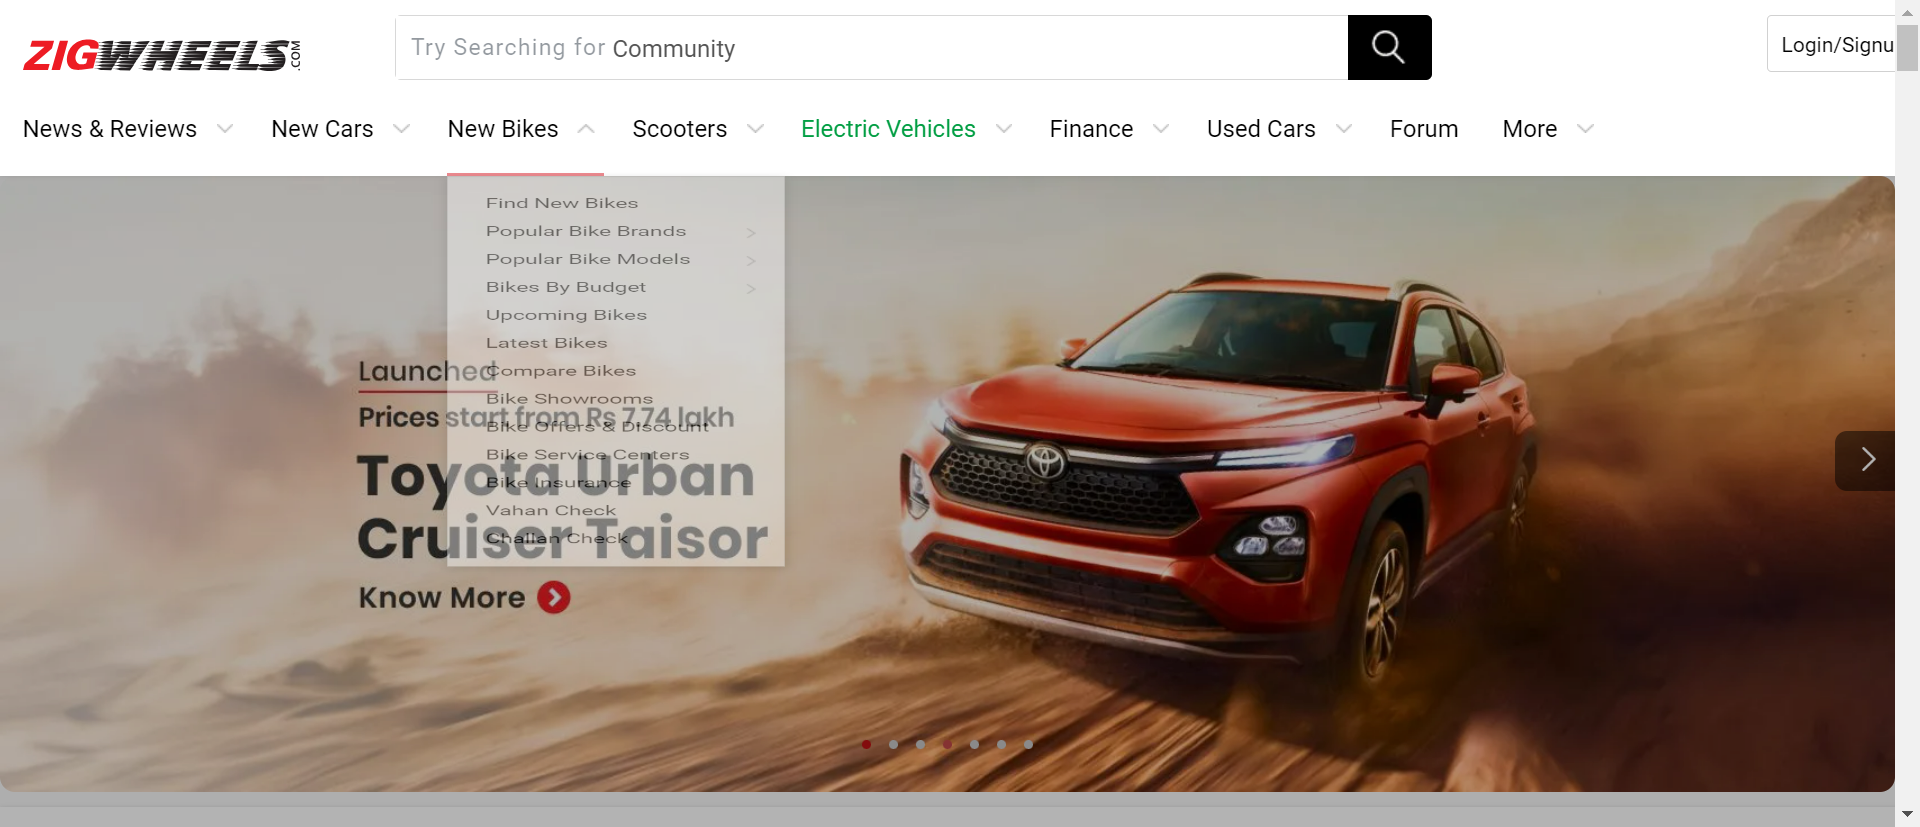 ZIGWHEELS.COM
Try Searching for Community
Login/Signu
News & Reviews
New Cars
New Bikes
Scooters
Electric Vehicles
Finance
Used Cars
Forum
More
Find New Bikes
Popular Bike Brands
Popular Bike Models
Bikes By Budget
Upcoming Bikes
Latest Bikes
Compare Bikes
Bike Showrooms
Bike Offers & Discount
Bike Service Centers
Bike Insurance
Vahan Check
Challan Check
Launched
Prices start from Rs 7.74 lakh
Toyota Urban
Cruiser Taisor
Know More